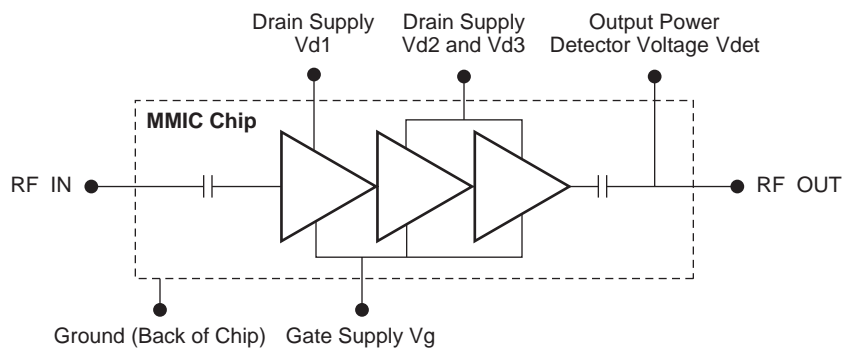 Drain Supply
Vd1
Drain Supply
Vd2 and Vd3
Output Power
Detector Voltage Vdet
MMIC Chip
RF IN
RF OUT
Ground (Back of Chip)
Gate Supply Vg